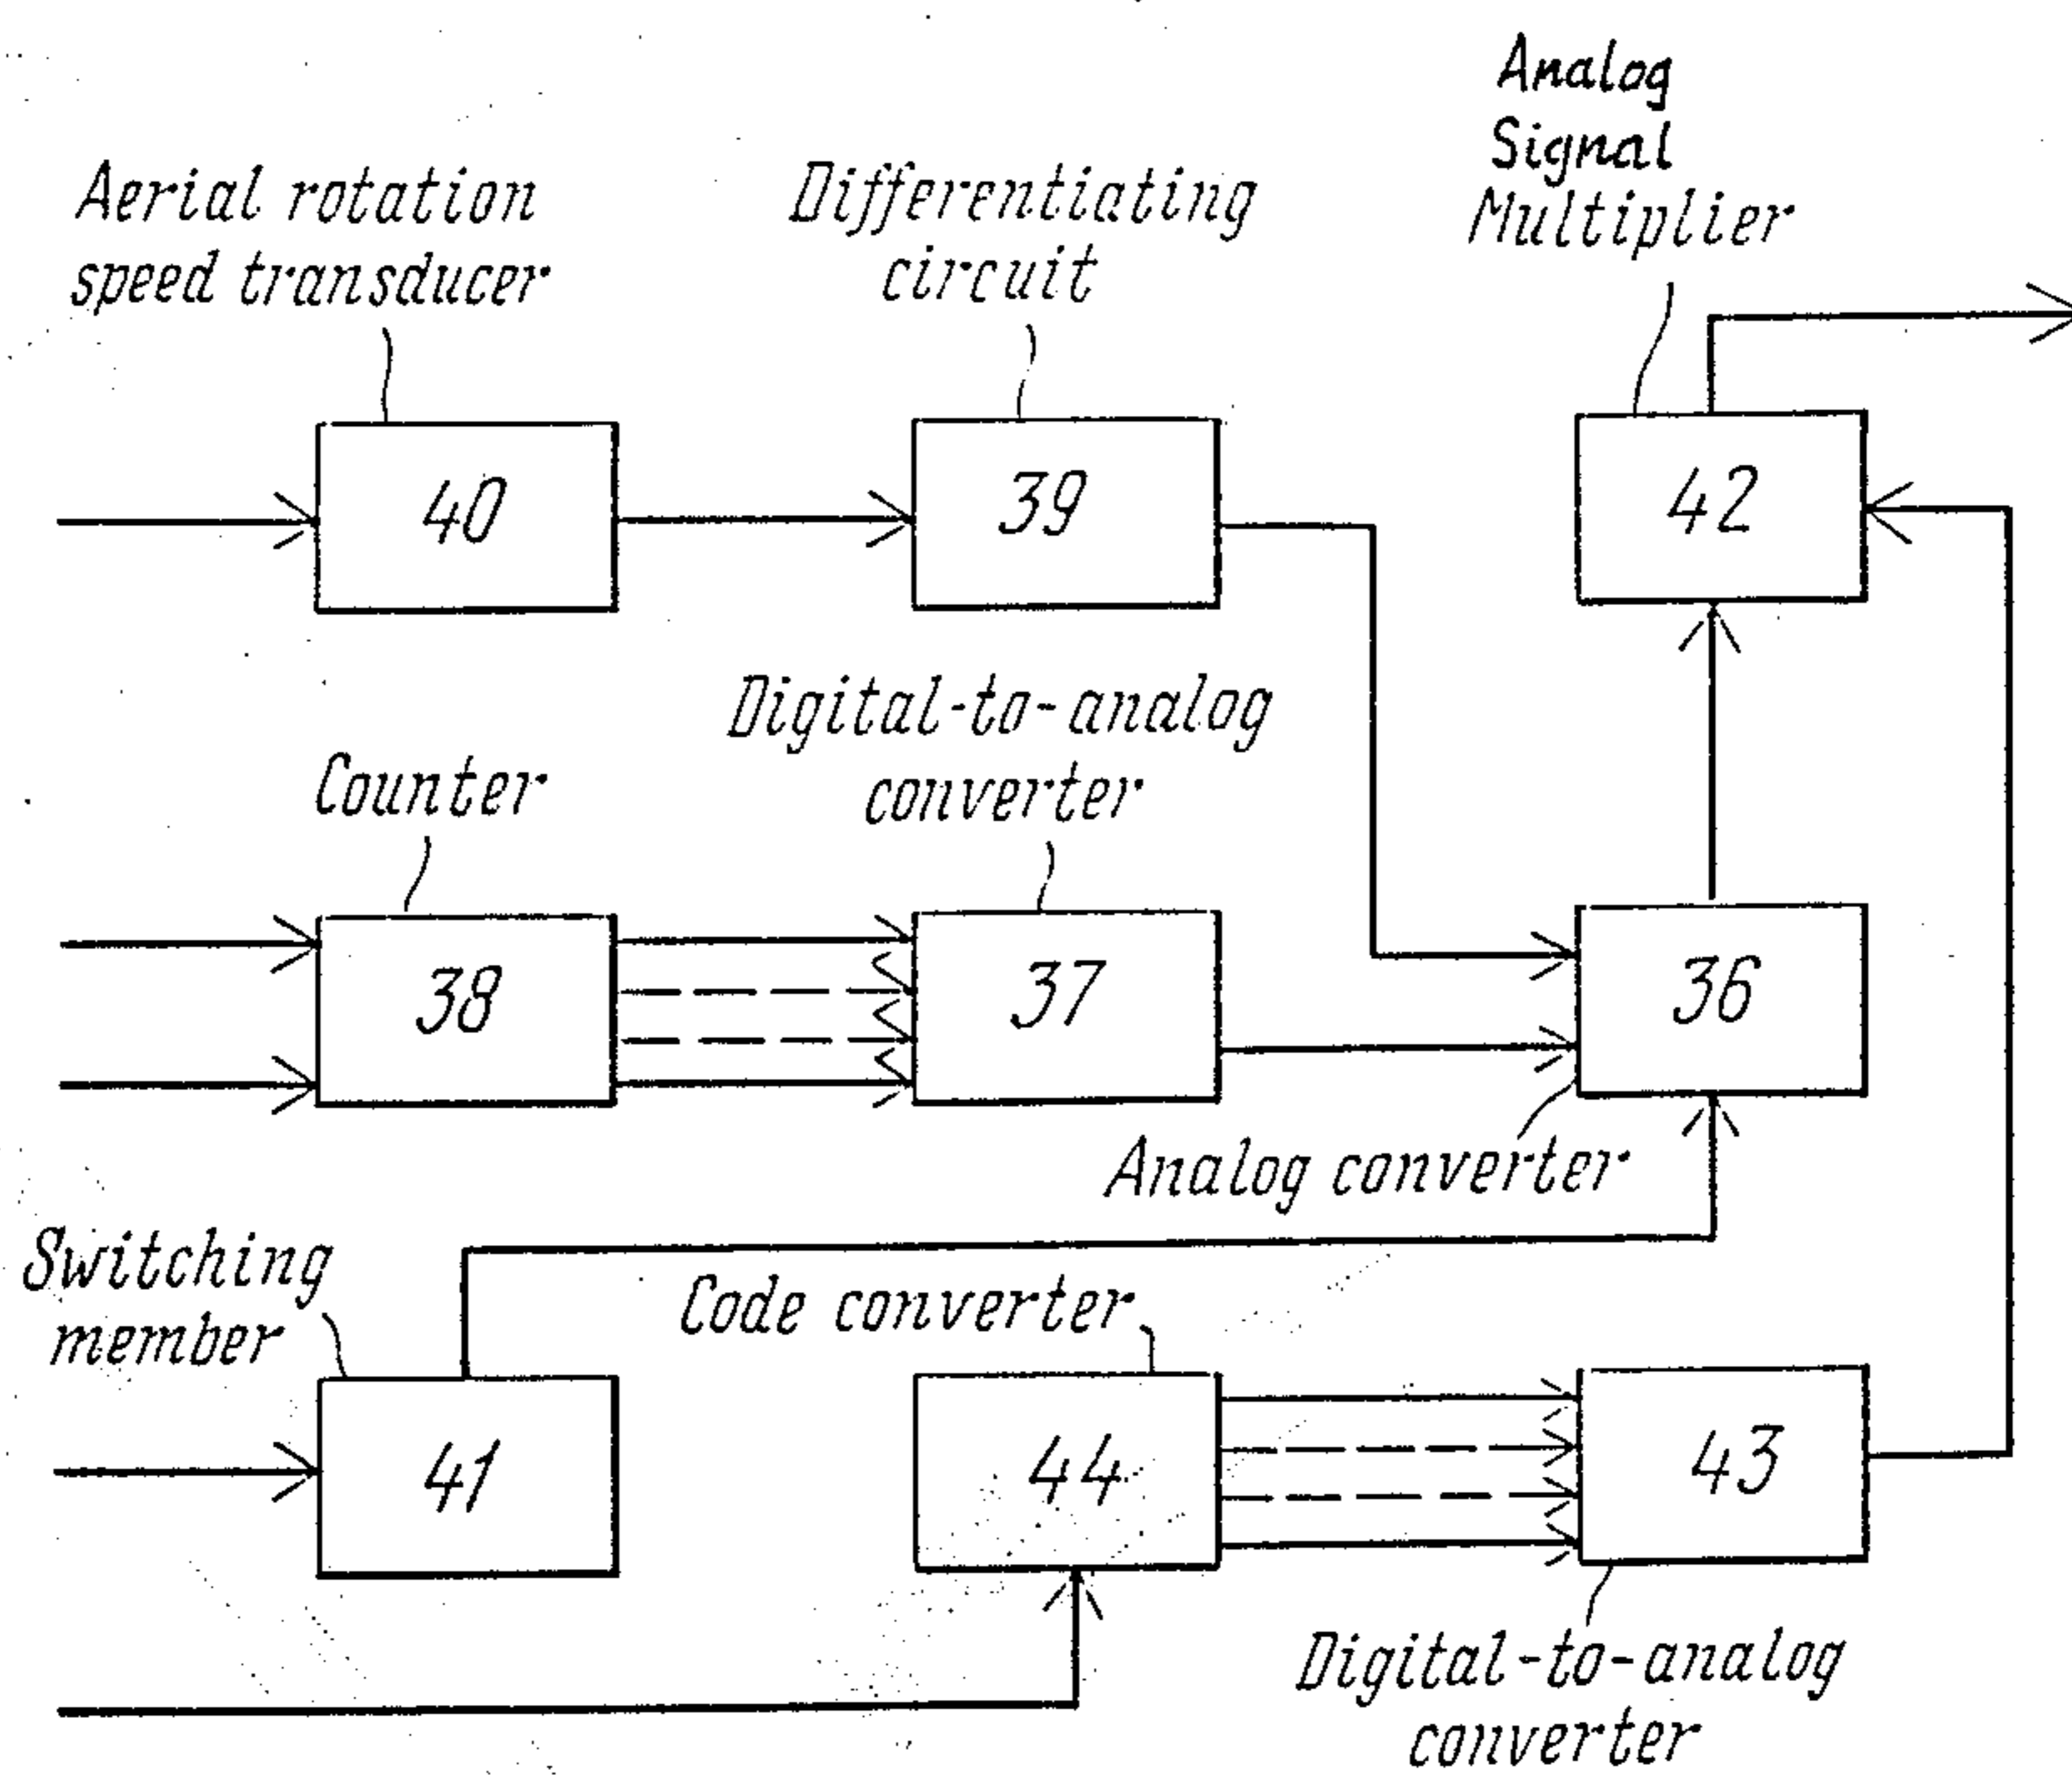 Analog
Signal
Multiplier
Aerial rotation
speed transducer
Differentiating
circuit
40
39
42
Digital-to-analog
converter
Counter
38
37
36
Analog converter
Switching
member
Code converter
41
44
43
Digital-to-analog
converter